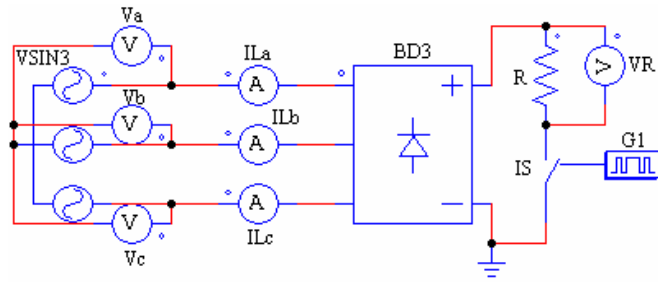 Va
VSIN3
V
ILa
A
BD3
+
R
V
VR
Vb
V
ILb
A
G1
IS
V
A
−
Vc
ILc